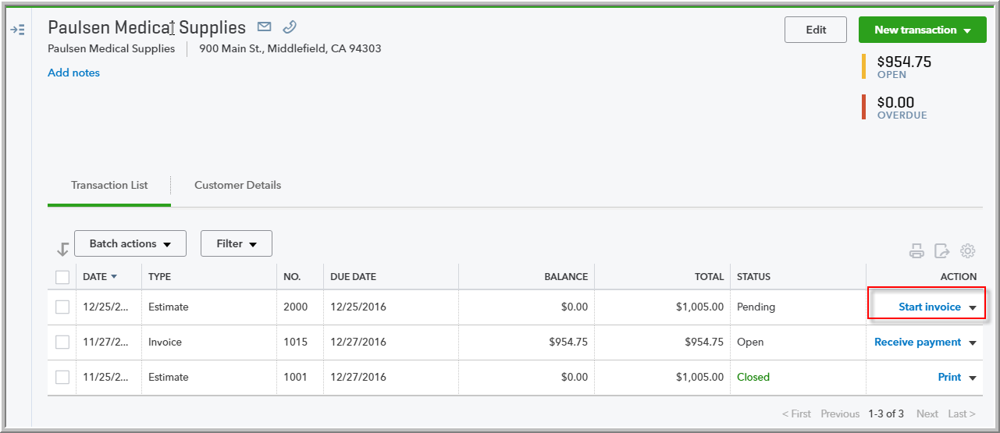 Paulsen Medical Supplies
Edit
New transaction
Paulsen Medical Supplies 900 Main St., Middlefield, CA 94303
Add notes
$954.75
OPEN
$0.00
OVERDUE
Transaction List Customer Details
Batch actions Filter
DATE TYPE NO. DUE DATE BALANCE TOTAL STATUS ACTION
12/25/2... Estimate 2000 12/25/2016 $0.00 $1,005.00 Pending Start invoice
11/27/2... Invoice 1015 12/27/2016 $954.75 $954.75 Open Receive payment
11/25/2... Estimate 1001 12/27/2016 $0.00 $1,005.00 Closed Print
< First Previous 1-3 of 3 Next Last >